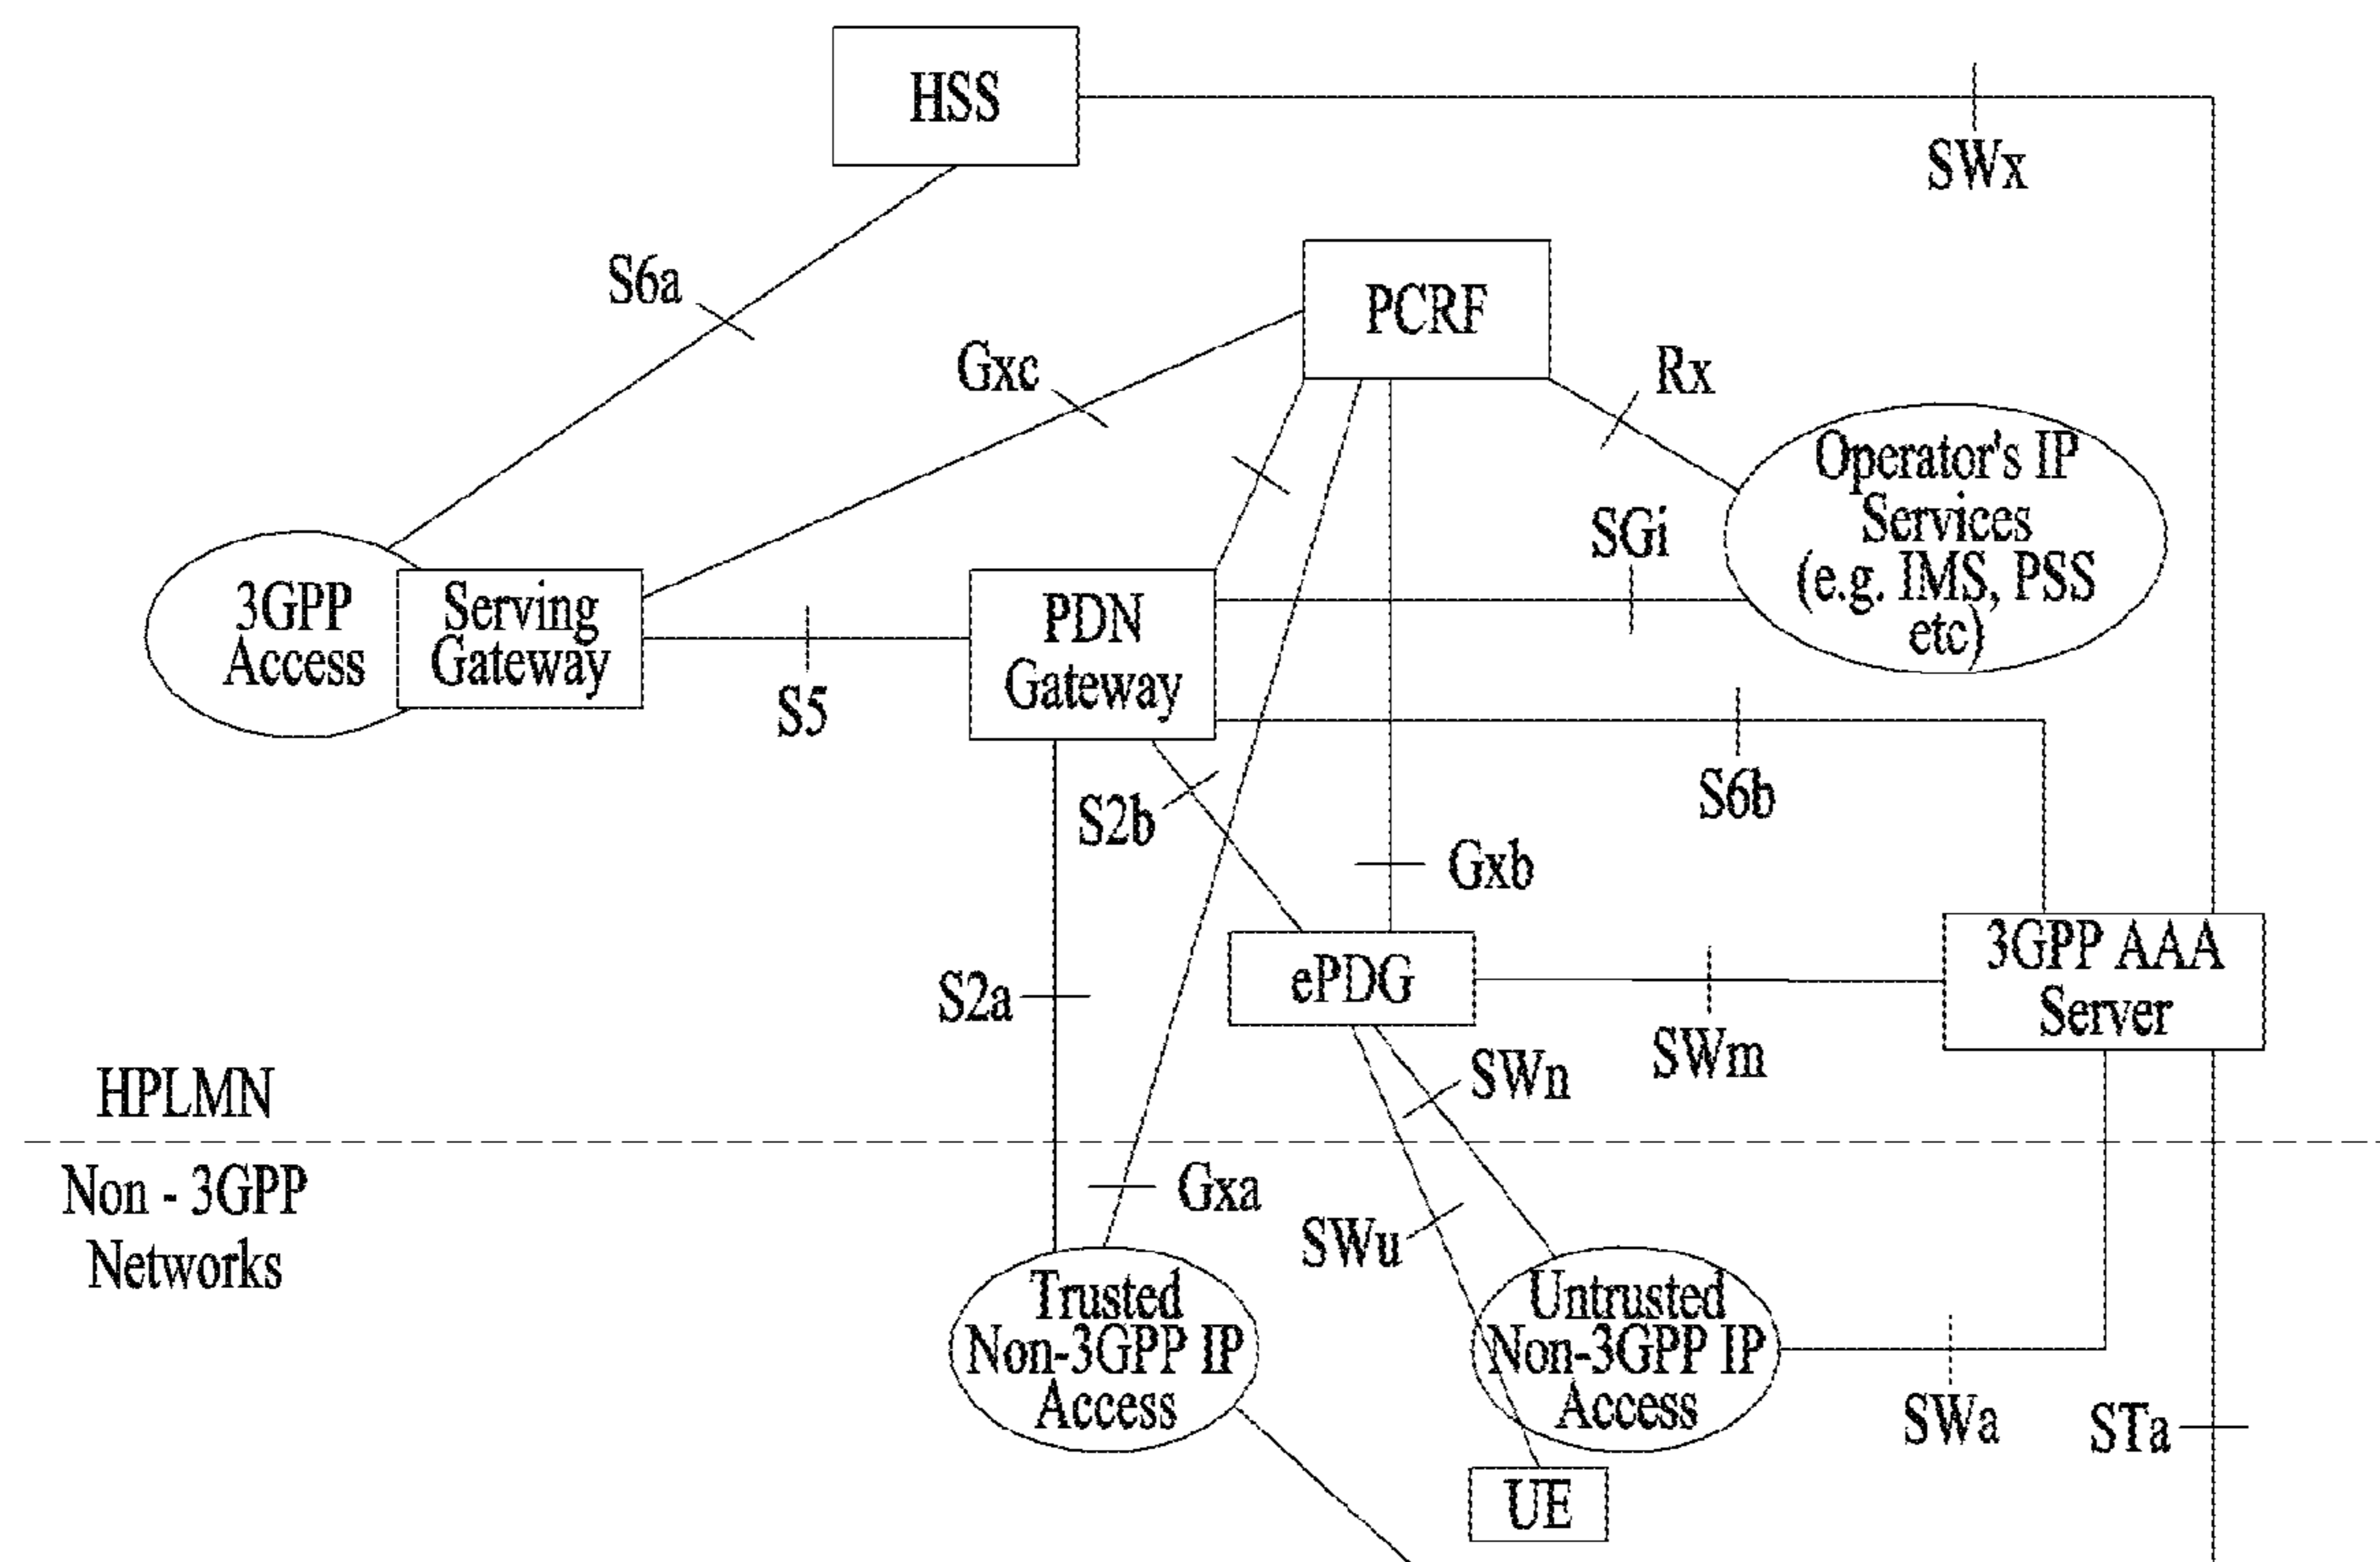 HSS
SWx
S6a
PCRF
Gxc
Rx
Operator's IP
Services
(e.g. IMS, PSS
etc)
SGi
3GPP
Access
Serving
Gateway
S5
PDN
Gateway
S2b
S6b
Gxb
S2a
ePDG
3GPP AAA
Server
SWm
SWn
HPLMN
Non - 3GPP
Networks
Gxa
SWu
Trusted
Non-3GPP IP
Access
Untrusted
Non-3GPP IP
Access
SWa
STa
UE